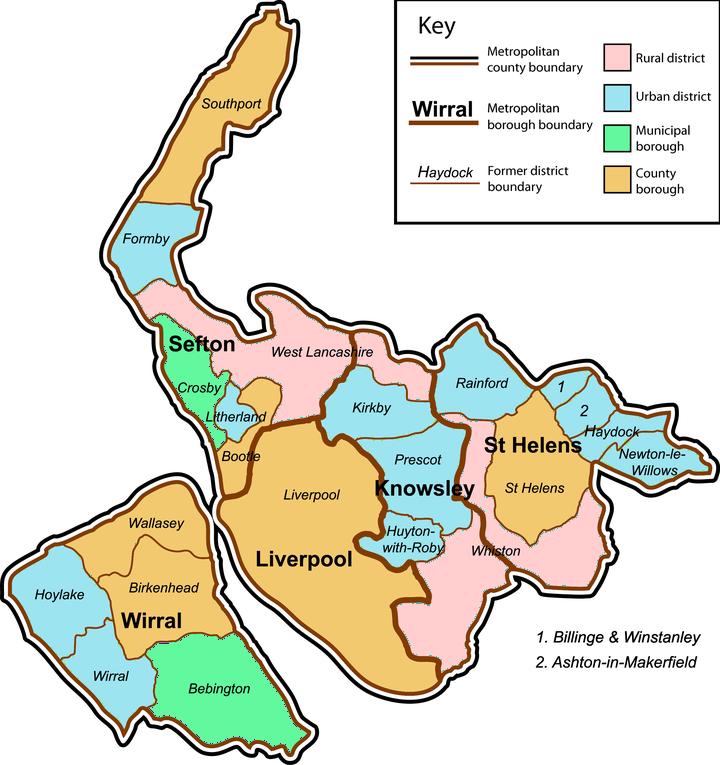 Key
Metropolitan
county boundary
Wirral
Metropolitan
borough boundary
Haydock
Former district
boundary
Rural district
Urban district
Municipal
borough
County
borough
Southport
Formby
Sefton
West Lancashire
Crosby
Litherland
Bootle
Kirkby
Rainford
1
2
Haydock
Newton-le-
Willows
St Helens
St Helens
Prescot
Knowsley
Huyton-
with-Roby
Whiston
Liverpool
Liverpool
Wallasey
Birkenhead
Hoylake
Wirral
Wirral
Bebington
1. Billinge & Winstanley
2. Ashton-in-Makerfield